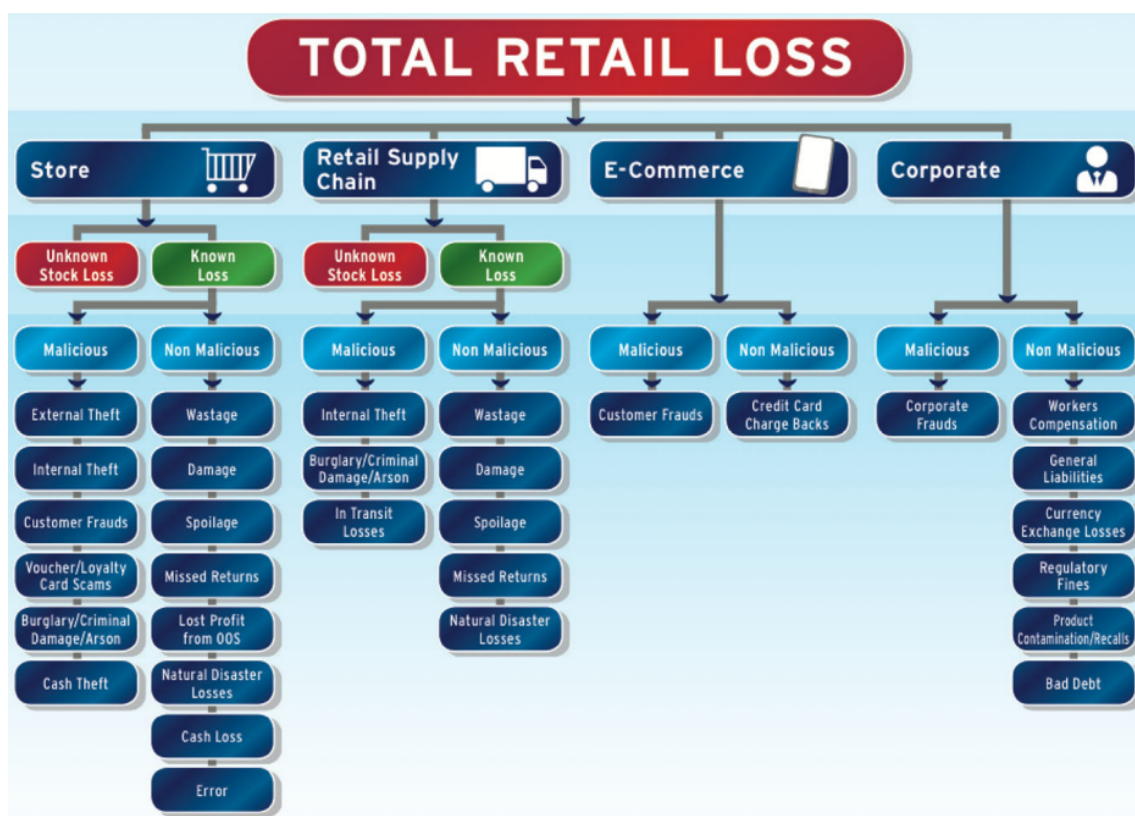 TOTAL RETAIL LOSS
Store
Retail Supply
Chain
E-Commerce
Corporate
Unknown
Stock Loss
Known
Loss
Unknown
Stock Loss
Known
Loss
Malicious
Non Malicious
Malicious
Non Malicious
Malicious
Non Malicious
Malicious
Non Malicious
External Theft
Internal Theft
Customer Frauds
Voucher/Loyalty
Card Scams
Burglary/Criminal
Damage/Arson
Cash Theft
Wastage
Damage
Spoilage
Missed Returns
Lost Profit
from OOS
Natural Disaster
Losses
Cash Loss
Error
Internal Theft
Burglary/Criminal
Damage/Arson
In Transit
Losses
Wastage
Damage
Spoilage
Missed Returns
Natural Disaster
Losses
Customer Frauds
Credit Card
Charge Backs
Corporate
Frauds
Workers
Compensation
General
Liabilities
Currency
Exchange Losses
Regulatory
Fines
Product
Contamination/Recalls
Bad Debt